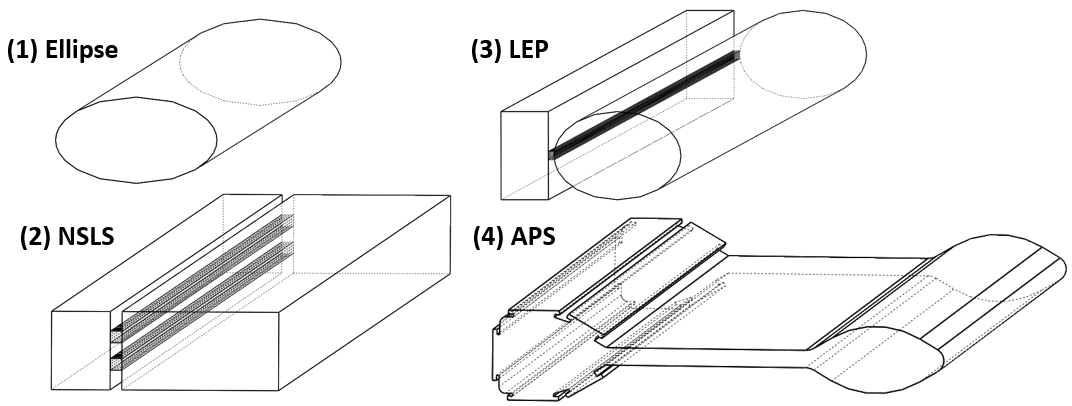 (1) Ellipse
(2) NSLS
(3) LEP
(4) APS